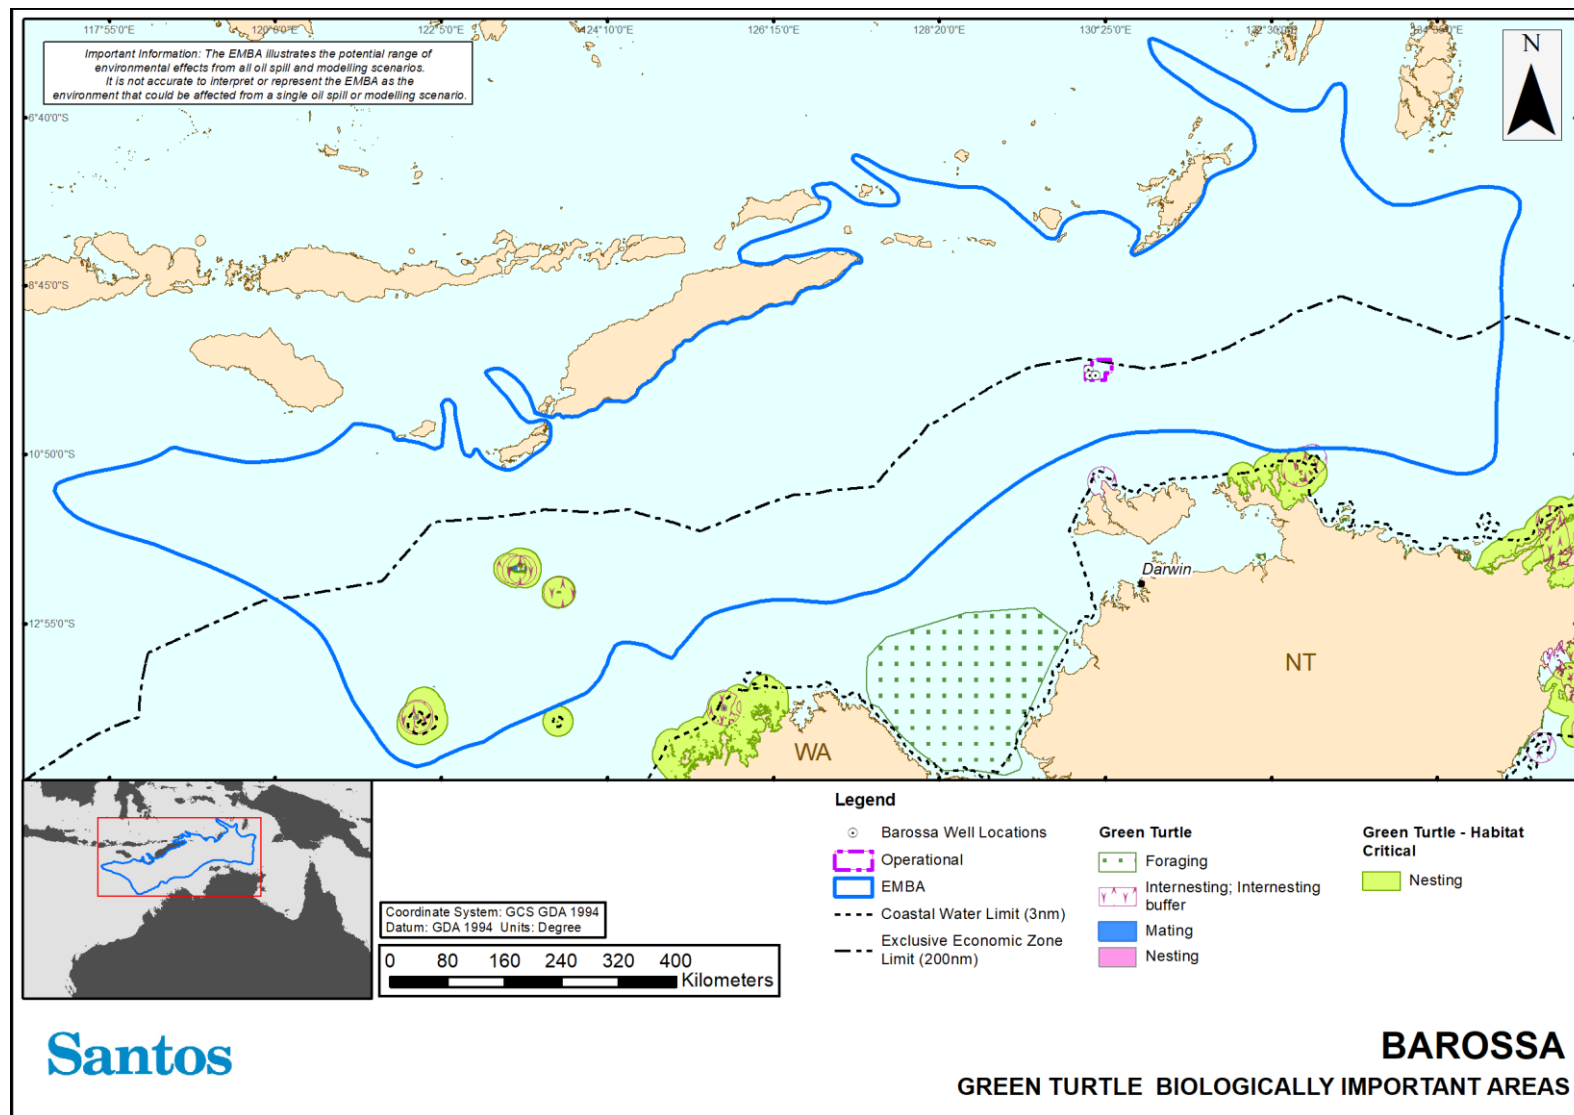 117°55'0"E
120°0'0"E
122°5'0"E
124°10'0"E
126°15'0"E
128°20'0"E
130°25'0"E
132°30'0"E
Important Information: The EMBA illustrates the potential range of
environmental effects from all oil spill and modelling scenarios.
It is not accurate to interpret or represent the EMBA as the
environment that could be affected from a single oil spill or modelling scenario.
N
6°40'0"S
8°45'0"S
10°50'0"S
12°55'0"S
Darwin
NT
WA
Legend
Barossa Well Locations
Operational
EMBA
Coastal Water Limit (3nm)
Exclusive Economic Zone
Limit (200nm)
Green Turtle
Foraging
Internesting; Internesting
buffer
Mating
Nesting
Green Turtle - Habitat
Critical
Nesting
Coordinate System: GCS GDA 1994
Datum: GDA 1994 Units: Degree
0 80 160 240 320 400
Kilometers
Santos
BAROSSA
GREEN TURTLE BIOLOGICALLY IMPORTANT AREAS